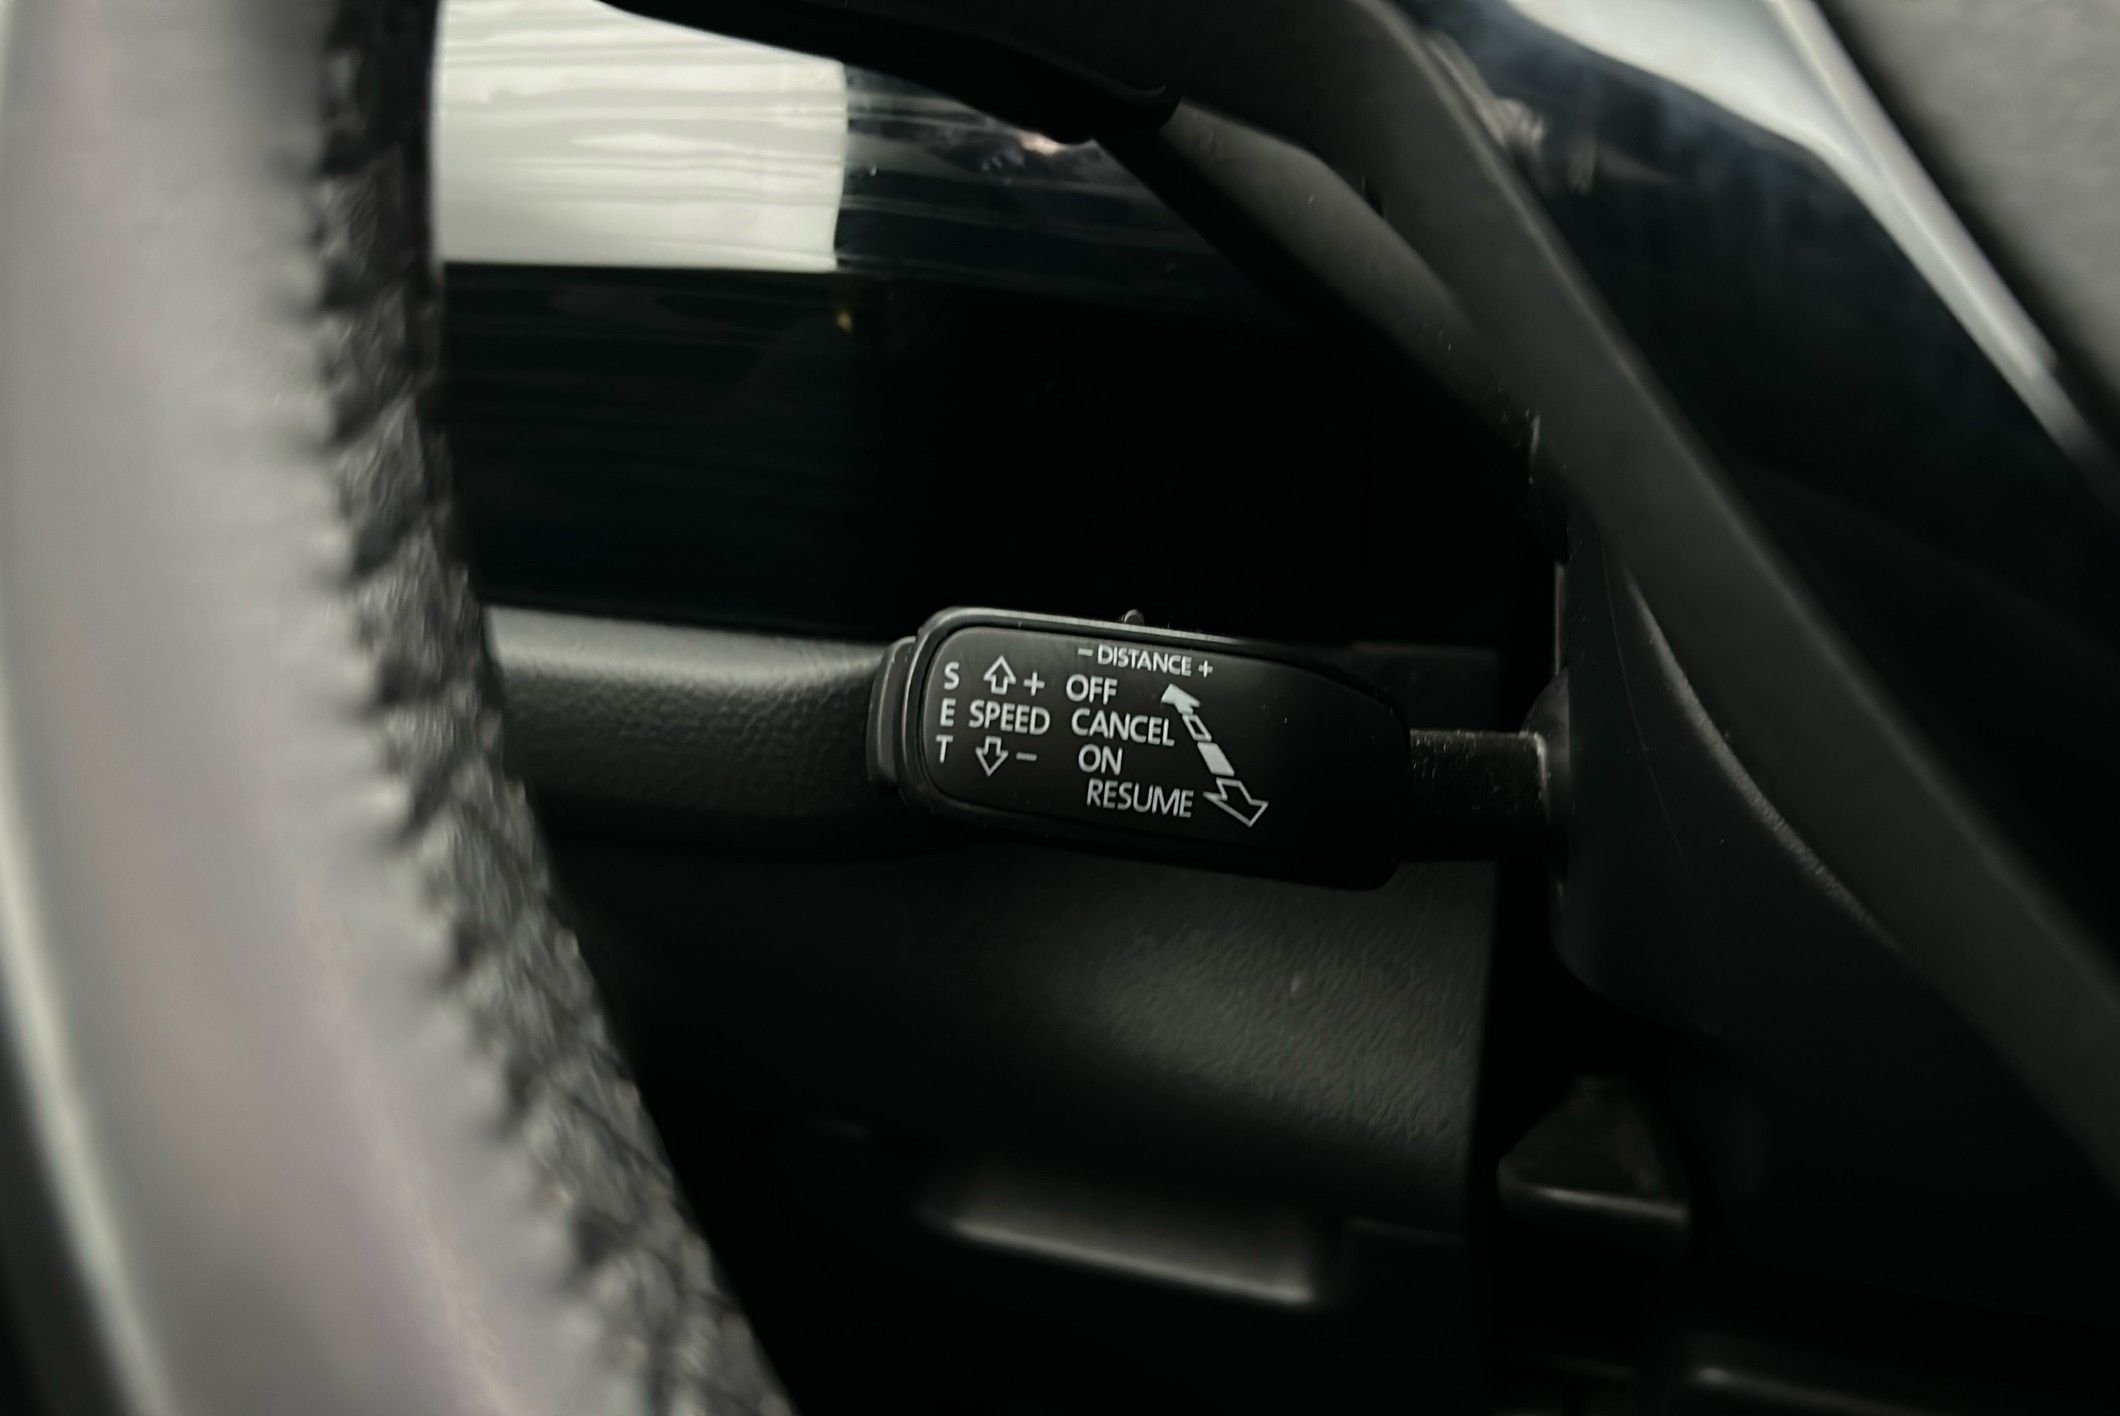 - DISTANCE +
S + OFF
E SPEED CANCEL
T - ON
RESUME